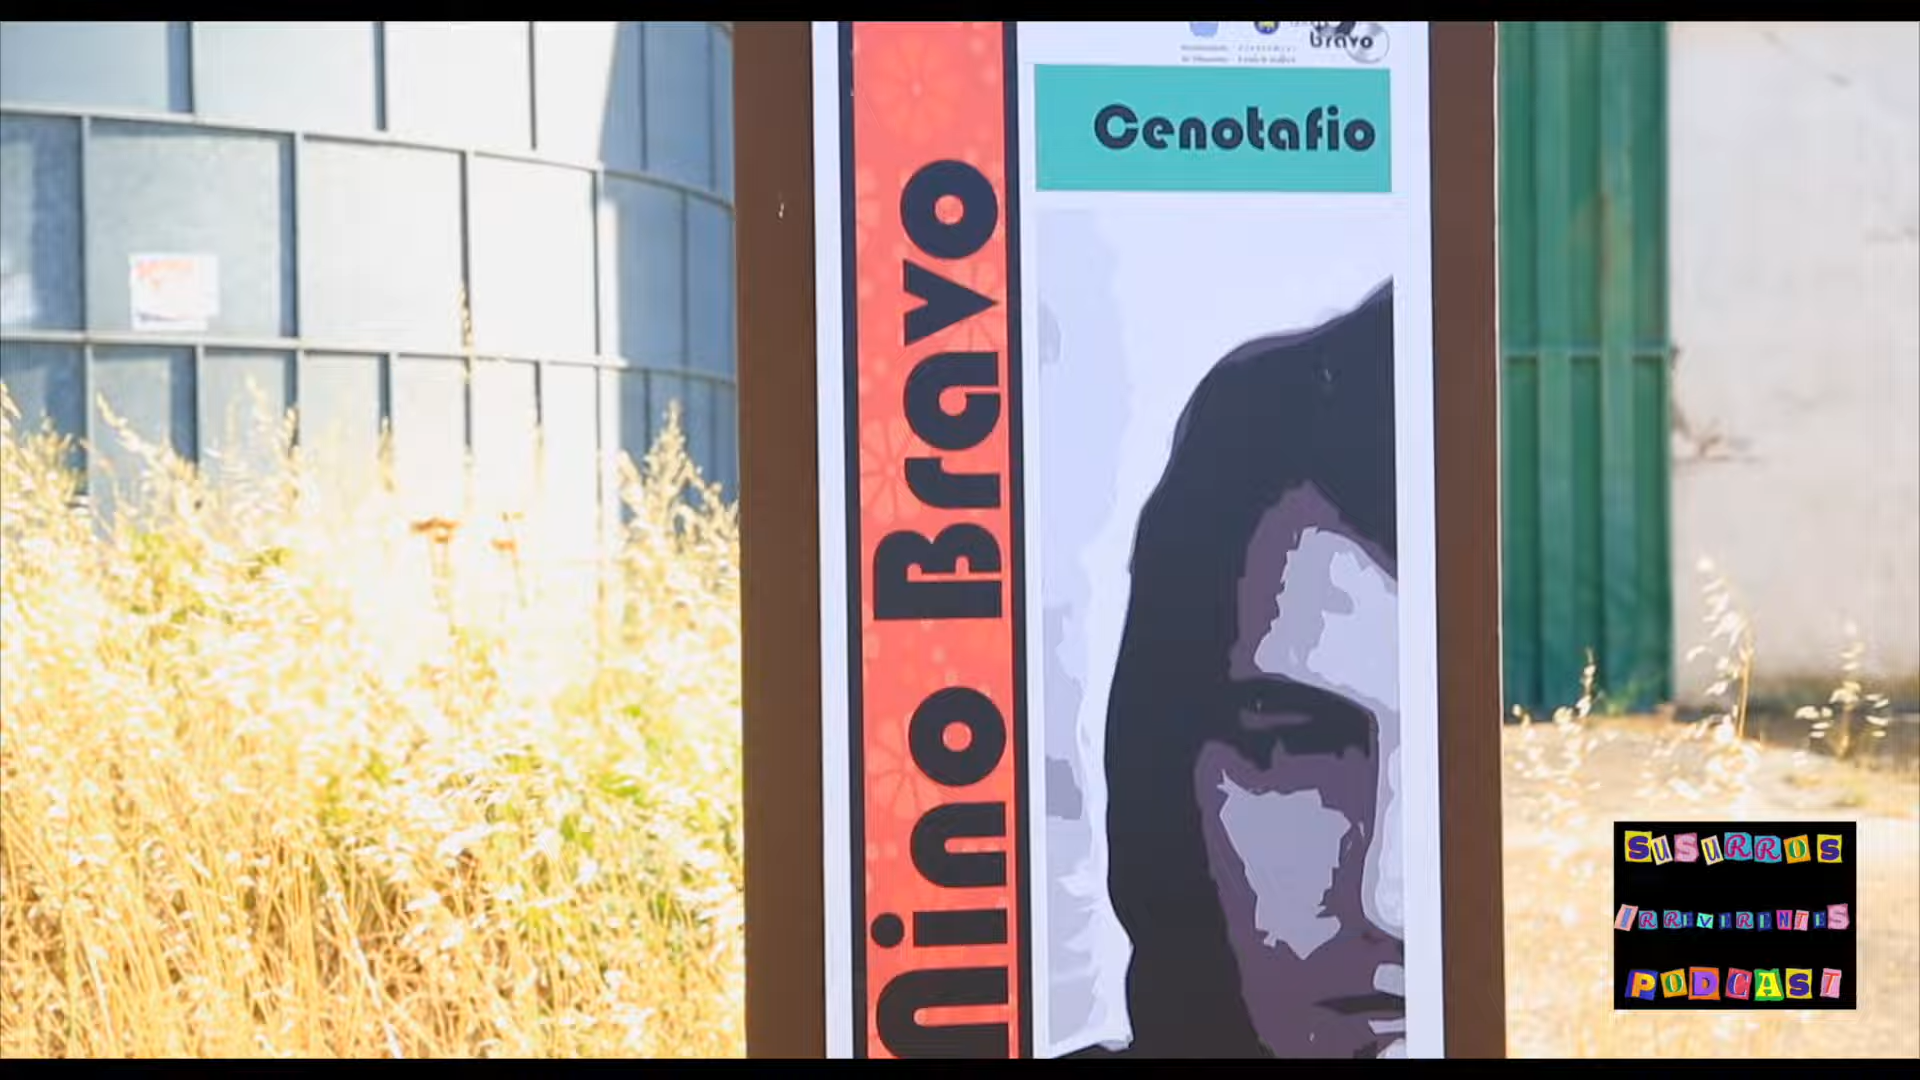 bravo
Cenotafio
Nino Bravo
SUSURROS
IRREVERENTES
PODCAST